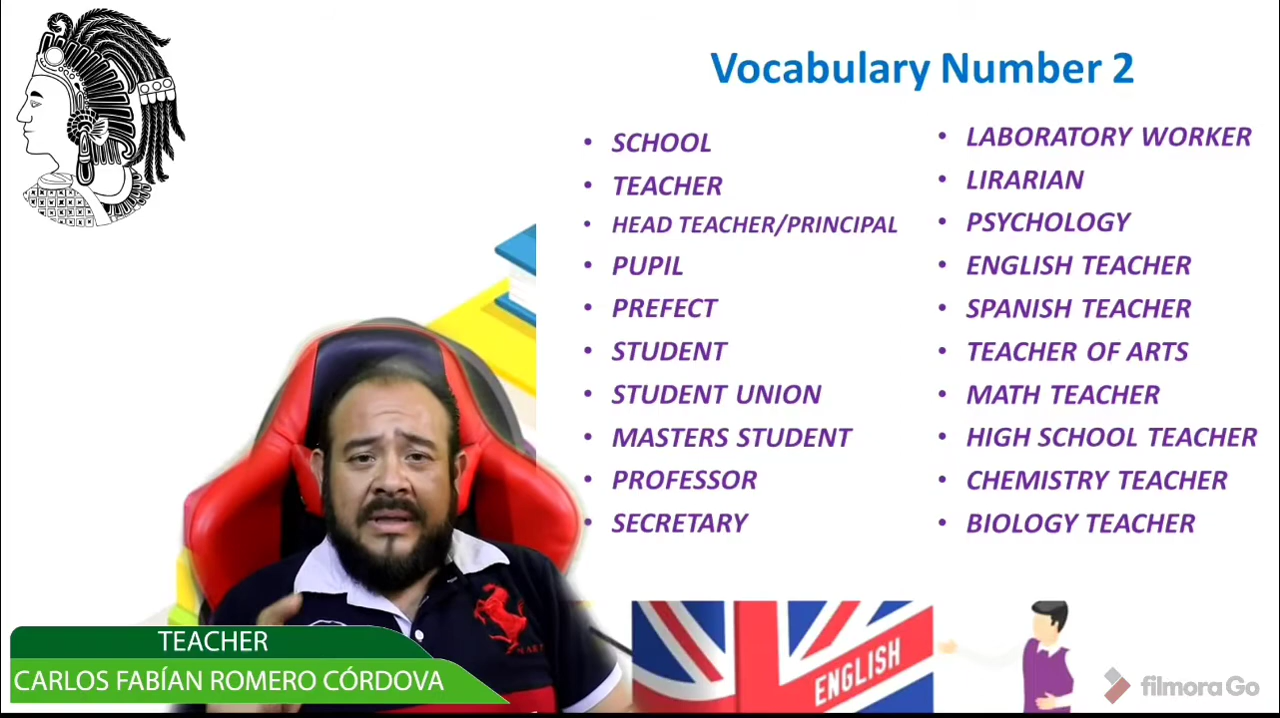 Vocabulary Number 2
• SCHOOL
• TEACHER
• HEAD TEACHER/PRINCIPAL
• PUPIL
• PREFECT
• STUDENT
• STUDENT UNION
• MASTERS STUDENT
• PROFESSOR
• SECRETARY
• LABORATORY WORKER
• LIRARIAN
• PSYCHOLOGY
• ENGLISH TEACHER
• SPANISH TEACHER
• TEACHER OF ARTS
• MATH TEACHER
• HIGH SCHOOL TEACHER
• CHEMISTRY TEACHER
• BIOLOGY TEACHER
TEACHER
CARLOS FABÍAN ROMERO CÓRDOVA
ENGLISH
filmora Go